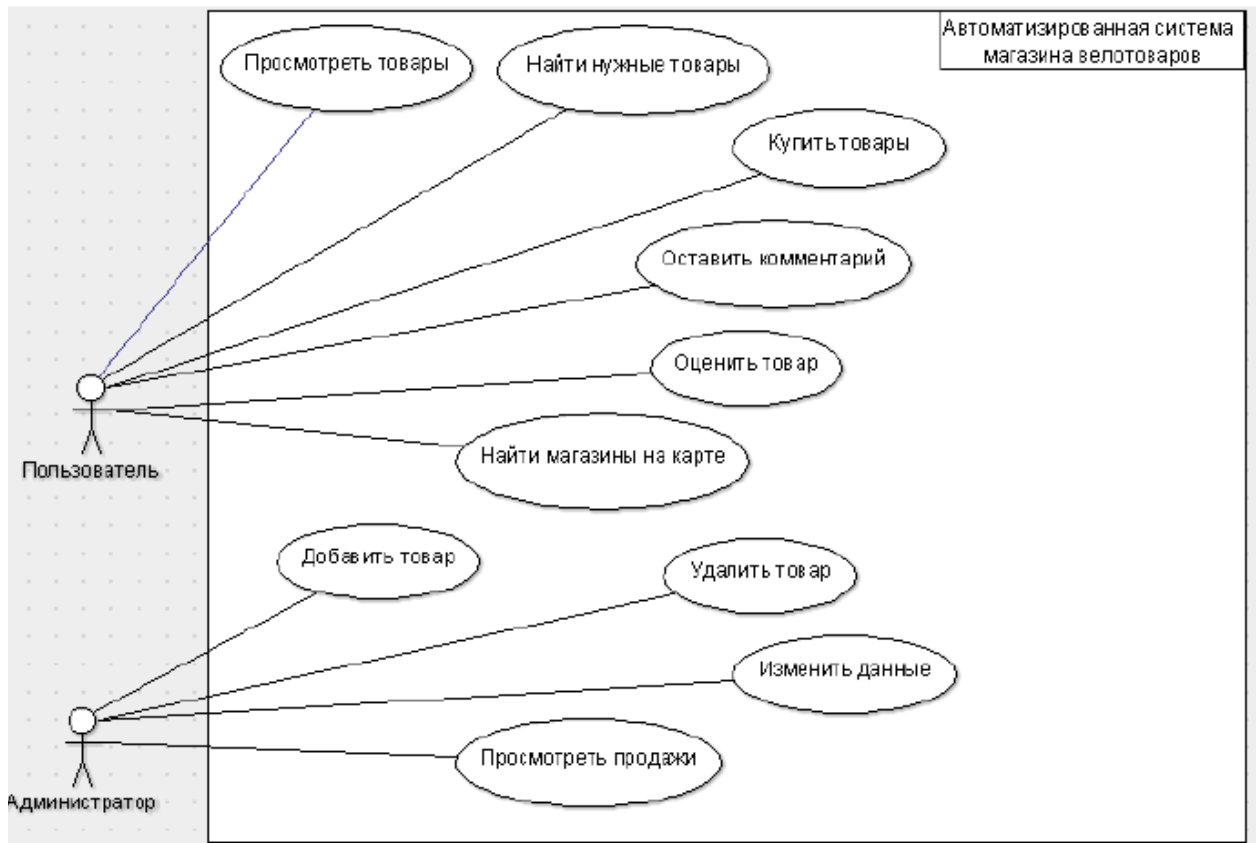 Автоматизированная система
магазина велотоваров
Просмотреть товары
Найти нужные товары
Купить товары
Оставить комментарий
Оценить товар
Найти магазины на карте
Пользователь
Добавить товар
Удалить товар
Изменить данные
Просмотреть продажи
Администратор